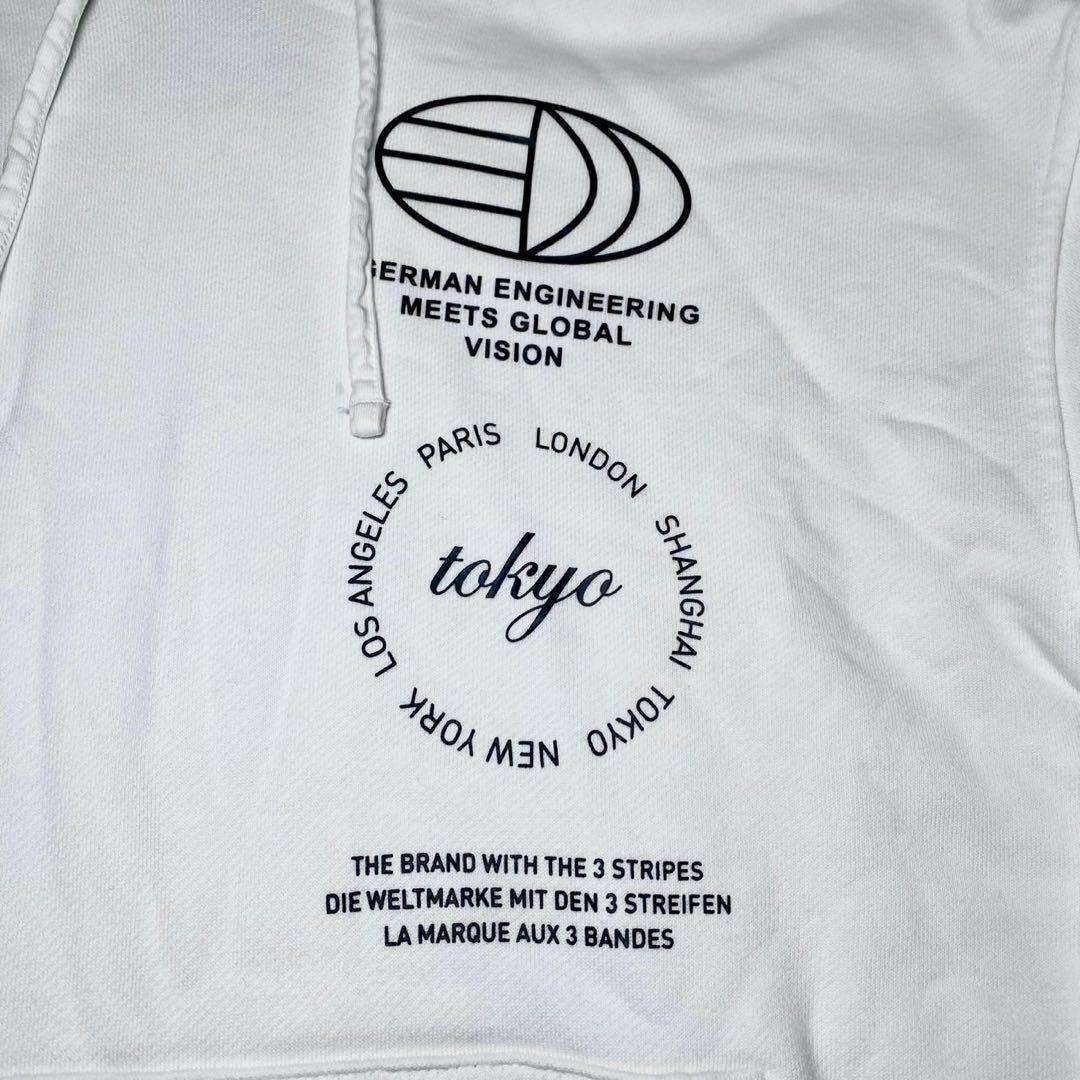 GERMAN ENGINEERING
MEETS GLOBAL
VISION
PARIS LONDON SHANGHAI TOKYO NEW YORK LOS ANGELES
tokyo
THE BRAND WITH THE 3 STRIPES
DIE WELTMARKE MIT DEN 3 STREIFEN
LA MARQUE AUX 3 BANDES